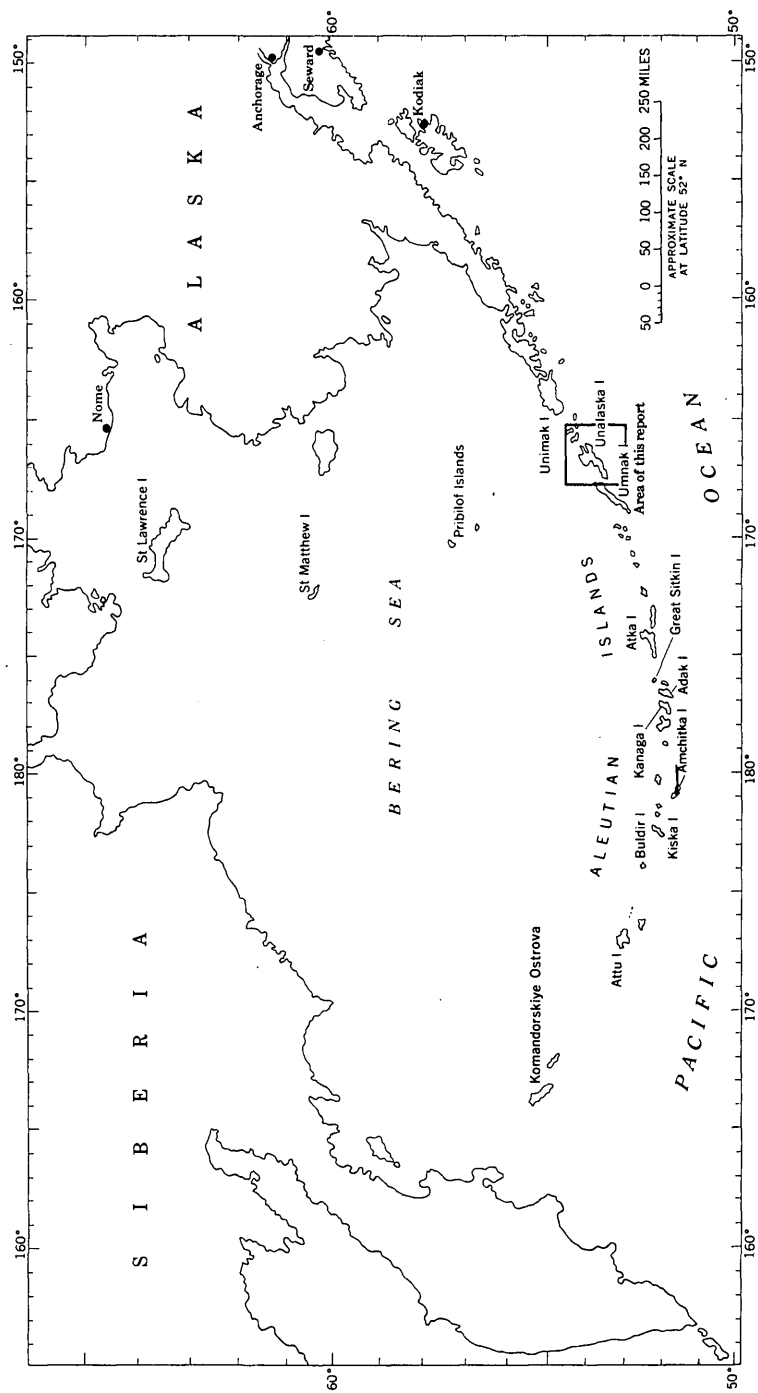 160°
170°
180°
170°
160°
150°
S I B E R I A
A L A S K A
Nome
Anchorage
Seward
Kodiak
St Lawrence I
St Matthew I
Pribilof Islands
BERING SEA
60°
60°
Komandorskiye Ostrova
Attu I
Buldir I
Kiska I
ALEUTIAN ISLANDS
Kanaga I
Amchitka I
Adak I
Great Sitkin I
Atka I
Unimak I
Unalaska I
Umnak I
Area of this report
PACIFIC OCEAN
50 0 50 100 150 200 250 MILES
APPROXIMATE SCALE
AT LATITUDE 52° N
50°
50°
160°
170°
180°
170°
160°
150°